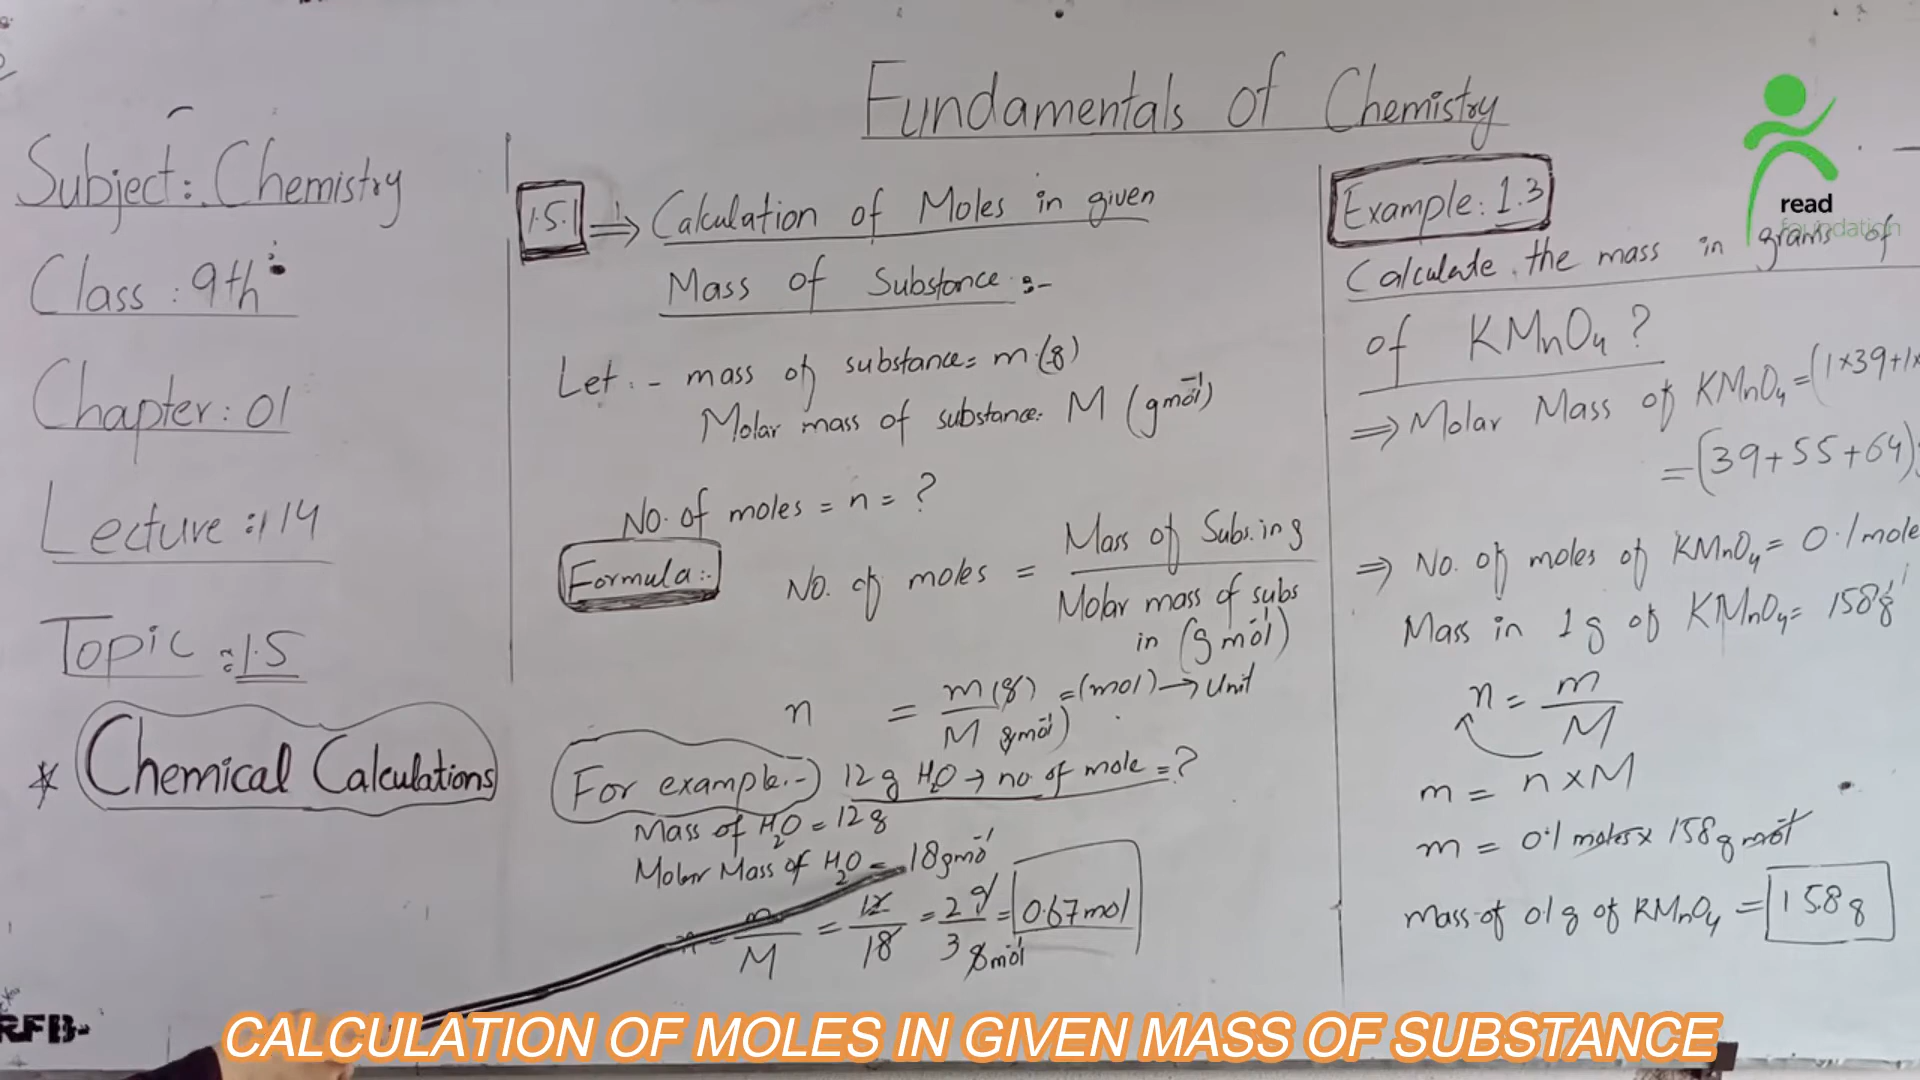 Fundamentals of Chemistry
Subject: Chemistry
Class: 9th
Chapter: 01
Lecture: 14
Topic: 1.5
* Chemical Calculations
1.5.1 ⇒ Calculation of Moles in given
Mass of Substance :-
Let :- mass of substance = m (g)
Molar mass of substance = M (g mol⁻¹)
No. of moles = n = ?
Formula:- No. of moles = Mass of Subs. in g / Molar mass of subs in (g mol⁻¹)
n = m (g) / M g mol⁻¹) = (mol) → Unit
For example:- 12 g H₂O → no. of mole = ?
Mass of H₂O = 12 g
Molar Mass of H₂O = 18 g mo⁻¹
m / M = 12 / 18 = 2 g / 3 g mol⁻¹ = 0.67 mol
Example: 1.3
Calculate the mass in grams of
of KMnO₄ ?
⇒ Molar Mass of KMnO₄ = (1×39+1×
= (39+55+64)
⇒ No. of moles of KMnO₄ = 0.1 mole
Mass in 1 g of KMnO₄ = 158 g
n = m / M
m = n × M
m = 0.1 moles × 158 g mol⁻¹
mass of 0.1 g of KMnO₄ = 15.8 g
read
foundation
RFB-
CALCULATION OF MOLES IN GIVEN MASS OF SUBSTANCE